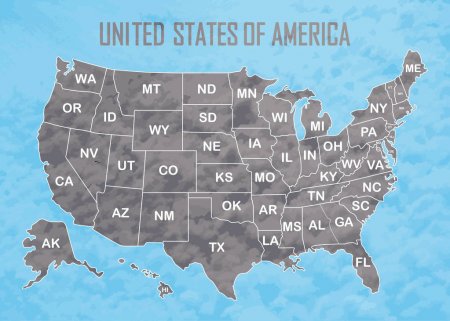 UNITED STATES OF AMERICA
WA
MT
ND
MN
ME
OR
ID
SD
WI
MI
NY
WY
IA
PA
NV
NE
IL
IN
OH
UT
CO
WV
VA
CA
KS
MO
KY
NC
TN
OK
SC
AZ
NM
AR
MS
AL
GA
TX
LA
AK
FL
HI